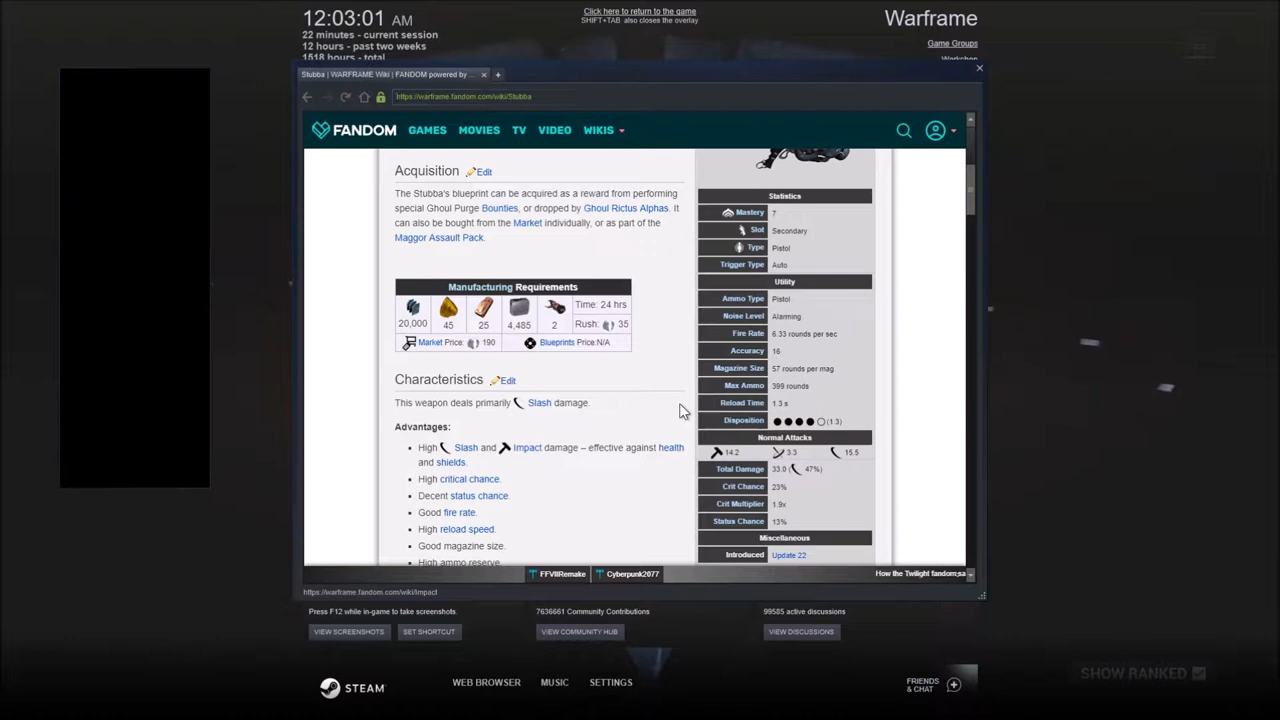 12:03:01 AM
22 minutes - current session
12 hours - past two weeks
1518 hours - total
Click here to return to the game
SHIFT+TAB also closes the overlay
Warframe
Game Groups
Workshop
Stubba | WARFRAME Wiki | FANDOM powered by ...
https://warframe.fandom.com/wiki/Stubba
FANDOM GAMES MOVIES TV VIDEO WIKIS
Acquisition Edit
The Stubba's blueprint can be acquired as a reward from performing
special Ghoul Purge Bounties, or dropped by Ghoul Rictus Alphas. It
can also be bought from the Market individually, or as part of the
Maggor Assault Pack.
Manufacturing Requirements
20,000 45 25 4,485 2
Time: 24 hrs
Rush: 35
Market Price: 190 Blueprints Price:N/A
Characteristics Edit
This weapon deals primarily Slash damage.
Advantages:
• High Slash and Impact damage – effective against health
and shields.
• High critical chance.
• Decent status chance.
• Good fire rate.
• High reload speed.
• Good magazine size.
• High ammo reserve.
Statistics
Mastery 7
Slot Secondary
Type Pistol
Trigger Type Auto
Utility
Ammo Type Pistol
Noise Level Alarming
Fire Rate 6.33 rounds per sec
Accuracy 16
Magazine Size 57 rounds per mag
Max Ammo 399 rounds
Reload Time 1.3 s
Disposition (1.3)
Normal Attacks
14.2 3.3 15.5
Total Damage 33.0 ( 47%)
Crit Chance 23%
Crit Multiplier 1.9x
Status Chance 13%
Miscellaneous
Introduced Update 22
FFVIIRemake Cyberpunk2077 How the Twilight fandom sa
https://warframe.fandom.com/wiki/Impact
Press F12 while in-game to take screenshots. 7636661 Community Contributions 99585 active discussions
VIEW SCREENSHOTS SET SHORTCUT VIEW COMMUNITY HUB VIEW DISCUSSIONS
SHOW RANKED
STEAM WEB BROWSER MUSIC SETTINGS
FRIENDS
& CHAT